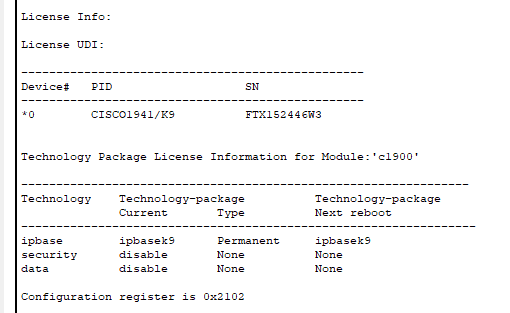 License Info:
License UDI:
-------------------------------------------------
Device#   PID                   SN
-------------------------------------------------
*0        CISCO1941/K9          FTX152446W3
Technology Package License Information for Module:'c1900'
----------------------------------------------------------------
Technology    Technology-package          Technology-package
              Current       Type          Next reboot
-----------------------------------------------------------------
ipbase        ipbasek9      Permanent     ipbasek9
security      disable       None          None
data          disable       None          None
Configuration register is 0x2102